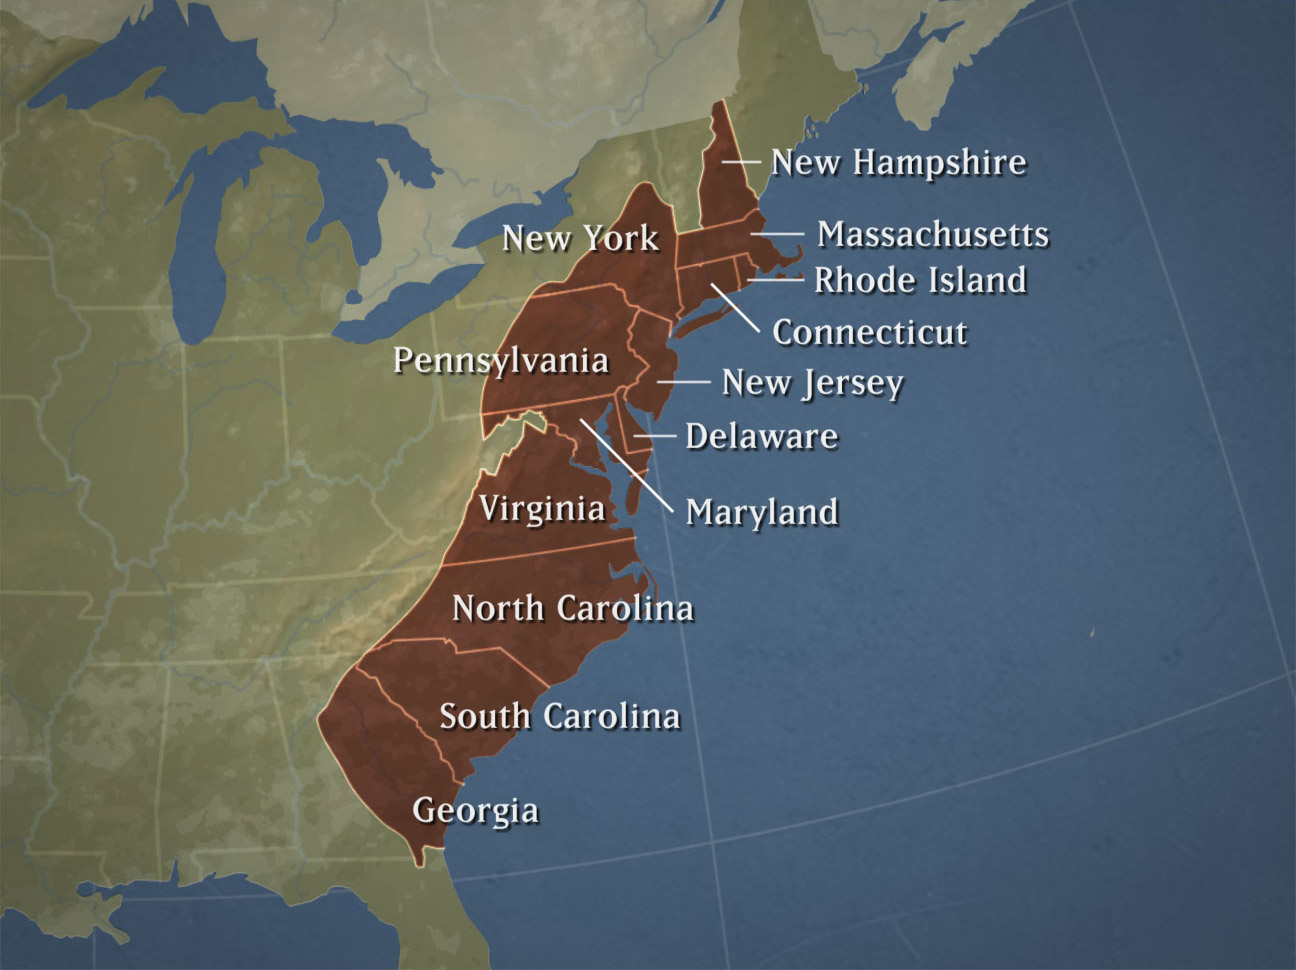 New Hampshire
New York
Massachusetts
Rhode Island
Connecticut
Pennsylvania
New Jersey
Delaware
Virginia
Maryland
North Carolina
South Carolina
Georgia